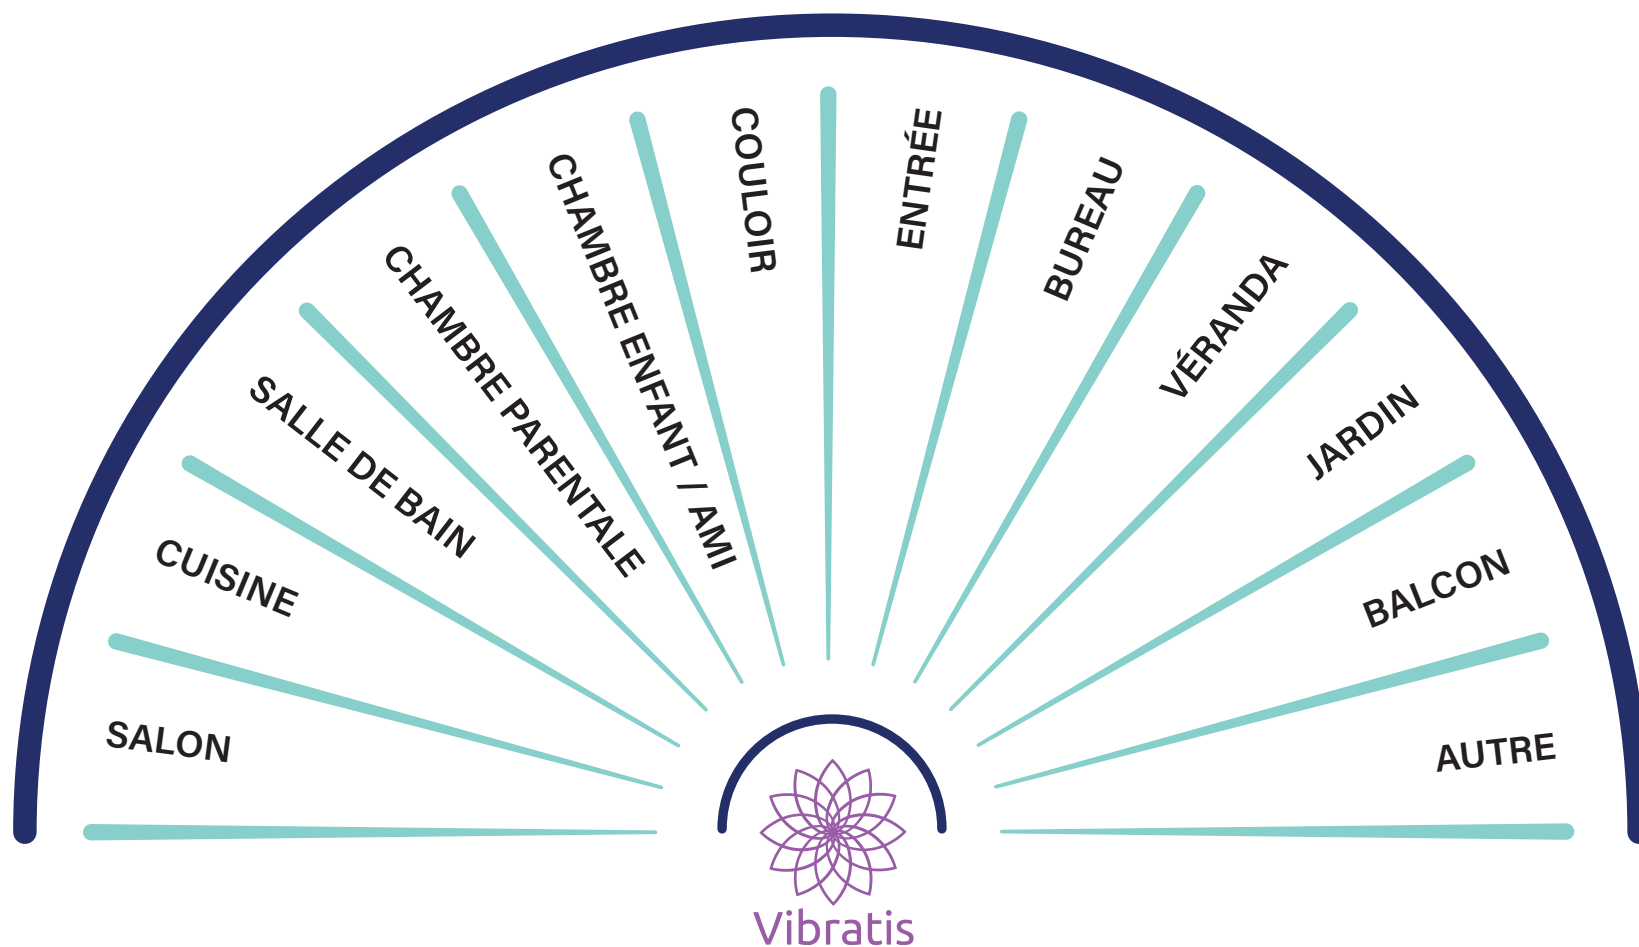 SALON
CUISINE
SALLE DE BAIN
CHAMBRE PARENTALE
CHAMBRE ENFANT / AMI
COULOIR
ENTRÉE
BUREAU
VÉRANDA
JARDIN
BALCON
AUTRE
Vibratis